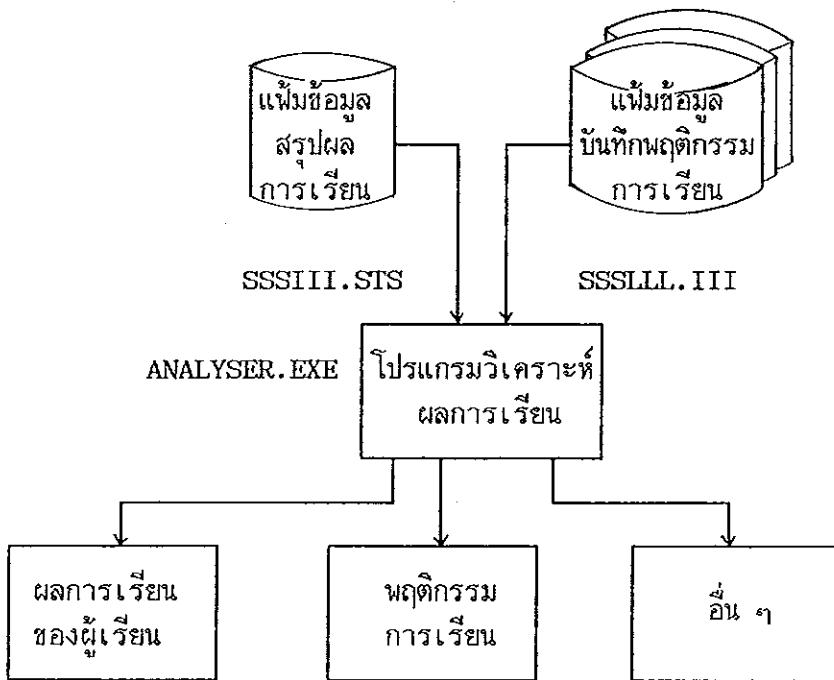 แฟ้มข้อมูล
สรุปผล
การเรียน
แฟ้มข้อมูล
บันทึกพฤติกรรม
การเรียน
SSSIII.STS
SSSLLL.III
ANALYSER.EXE
โปรแกรมวิเคราะห์
ผลการเรียน
ผลการเรียน
ของผู้เรียน
พฤติกรรม
การเรียน
อื่น ๆ